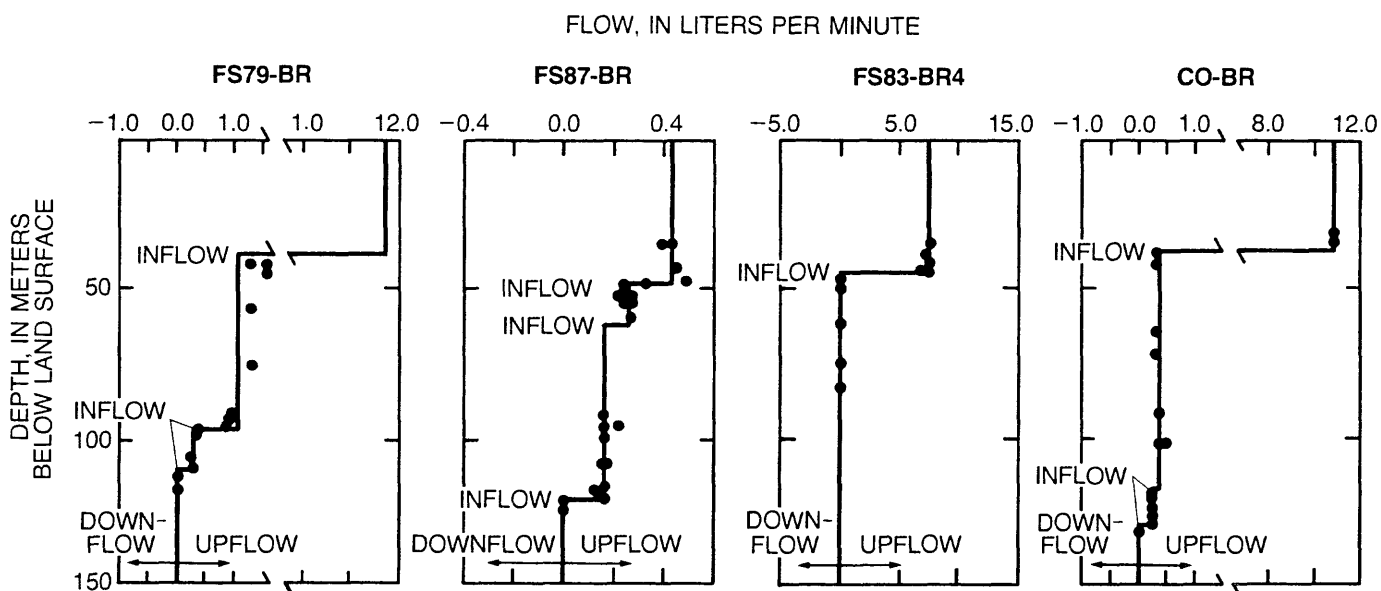 FLOW, IN LITERS PER MINUTE
FS79-BR
FS87-BR
FS83-BR4
CO-BR
−1.0 0.0 1.0 1.0 12.0
−0.4 0.0 0.4
−5.0 5.0 15.0
−1.0 0.0 1.0 8.0 12.0
DEPTH, IN METERS
BELOW LAND SURFACE
50
100
150
INFLOW
INFLOW
DOWN-
FLOW UPFLOW
INFLOW
INFLOW
INFLOW
DOWNFLOW UPFLOW
INFLOW
DOWN-
FLOW UPFLOW
INFLOW
INFLOW
DOWN-
FLOW UPFLOW